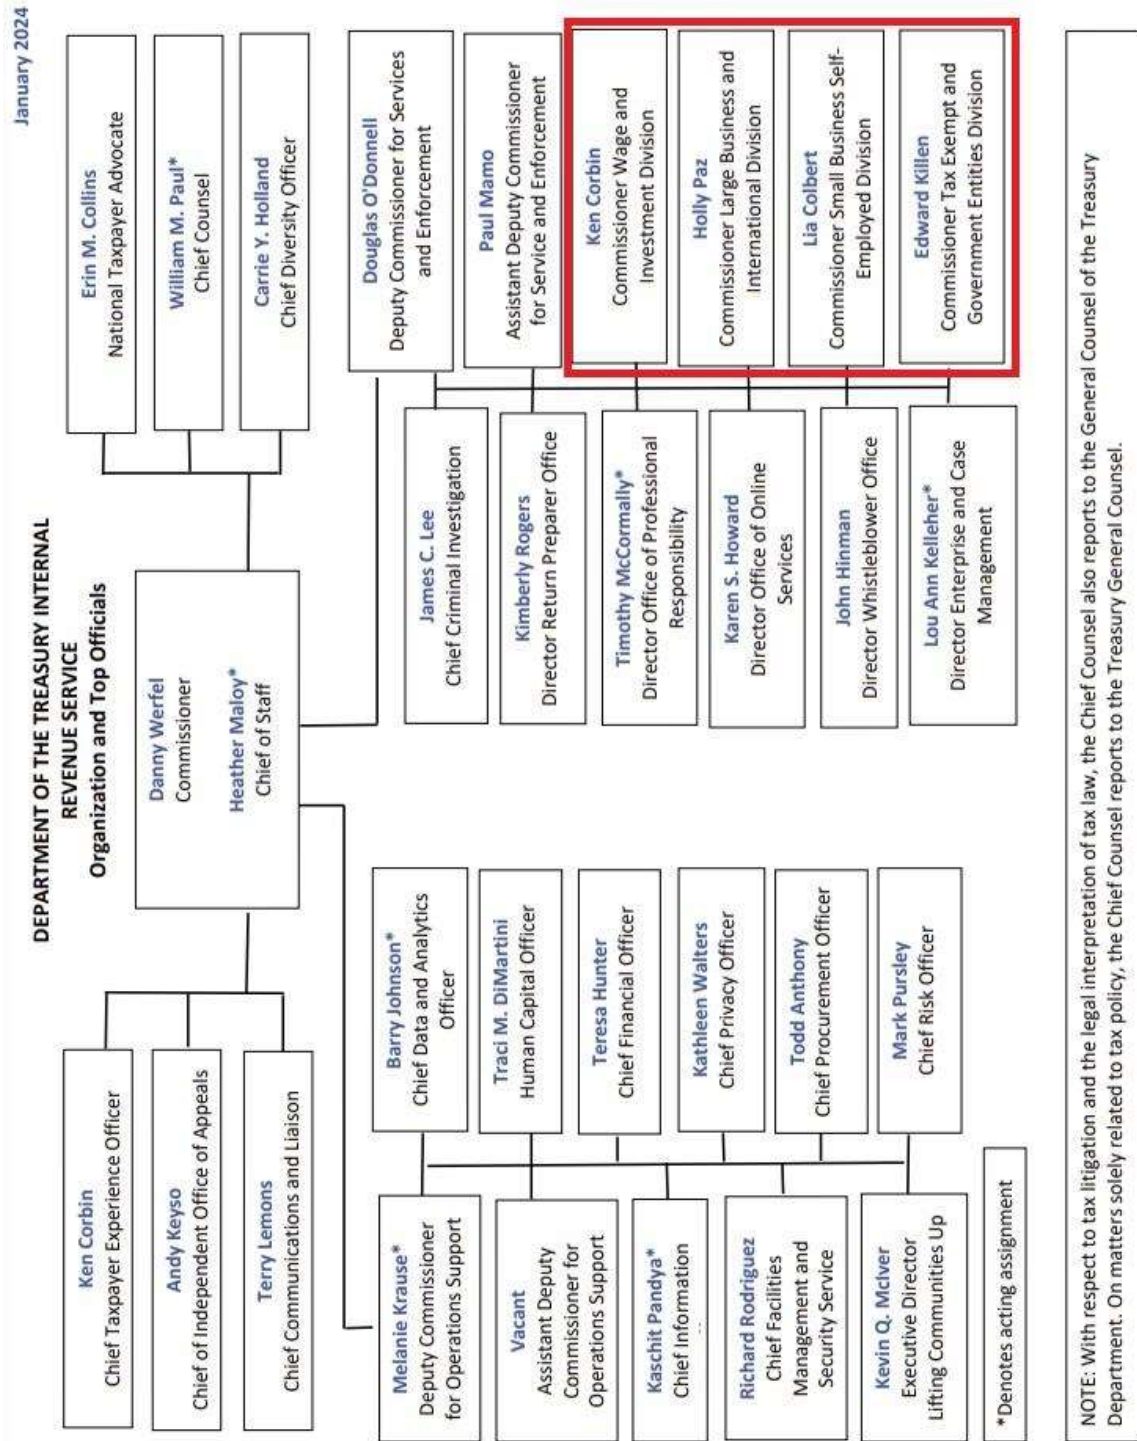 January 2024
DEPARTMENT OF THE TREASURY INTERNAL
REVENUE SERVICE
Organization and Top Officials
Danny Werfel
Commissioner
Heather Maloy*
Chief of Staff
Ken Corbin
Chief Taxpayer Experience Officer
Andy Keyso
Chief of Independent Office of Appeals
Terry Lemons
Chief Communications and Liaison
Erin M. Collins
National Taxpayer Advocate
William M. Paul*
Chief Counsel
Carrie Y. Holland
Chief Diversity Officer
Melanie Krause*
Deputy Commissioner
for Operations Support
Vacant
Assistant Deputy
Commissioner for
Operations Support
Kaschit Pandya*
Chief Information
Richard Rodriguez
Chief Facilities
Management and
Security Service
Kevin Q. McIver
Executive Director
Lifting Communities Up
Barry Johnson*
Chief Data and Analytics
Officer
Traci M. DiMartini
Human Capital Officer
Teresa Hunter
Chief Financial Officer
Kathleen Walters
Chief Privacy Officer
Todd Anthony
Chief Procurement Officer
Mark Pursley
Chief Risk Officer
James C. Lee
Chief Criminal Investigation
Kimberly Rogers
Director Return Preparer Office
Timothy McCormally*
Director Office of Professional
Responsibility
Karen S. Howard
Director Office of Online
Services
John Hinman
Director Whistleblower Office
Lou Ann Kelleher*
Director Enterprise and Case
Management
Douglas O'Donnell
Deputy Commissioner for Services
and Enforcement
Paul Mamo
Assistant Deputy Commissioner
for Service and Enforcement
Ken Corbin
Commissioner Wage and
Investment Division
Holly Paz
Commissioner Large Business and
International Division
Lia Colbert
Commissioner Small Business Self-
Employed Division
Edward Killen
Commissioner Tax Exempt and
Government Entities Division
*Denotes acting assignment
NOTE: With respect to tax litigation and the legal interpretation of tax law, the Chief Counsel also reports to the General Counsel of the Treasury
Department. On matters solely related to tax policy, the Chief Counsel reports to the Treasury General Counsel.